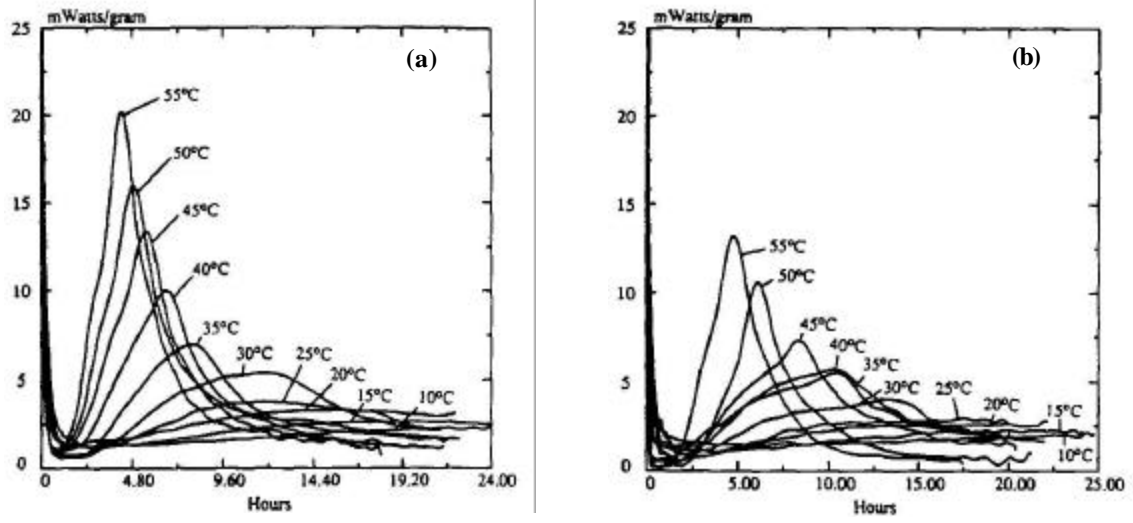 mWatts/gram
25
20
15
10
5
0
(a)
55°C
50°C
45°C
40°C
35°C
30°C
25°C
20°C
15°C
10°C
0 4.80 9.60 14.40 19.20 24.00
Hours
mWatts/gram
25
20
15
10
5
0
(b)
55°C
50°C
45°C
40°C
35°C
30°C
25°C
20°C
15°C
10°C
0 5.00 10.00 15.00 20.00 25.00
Hours